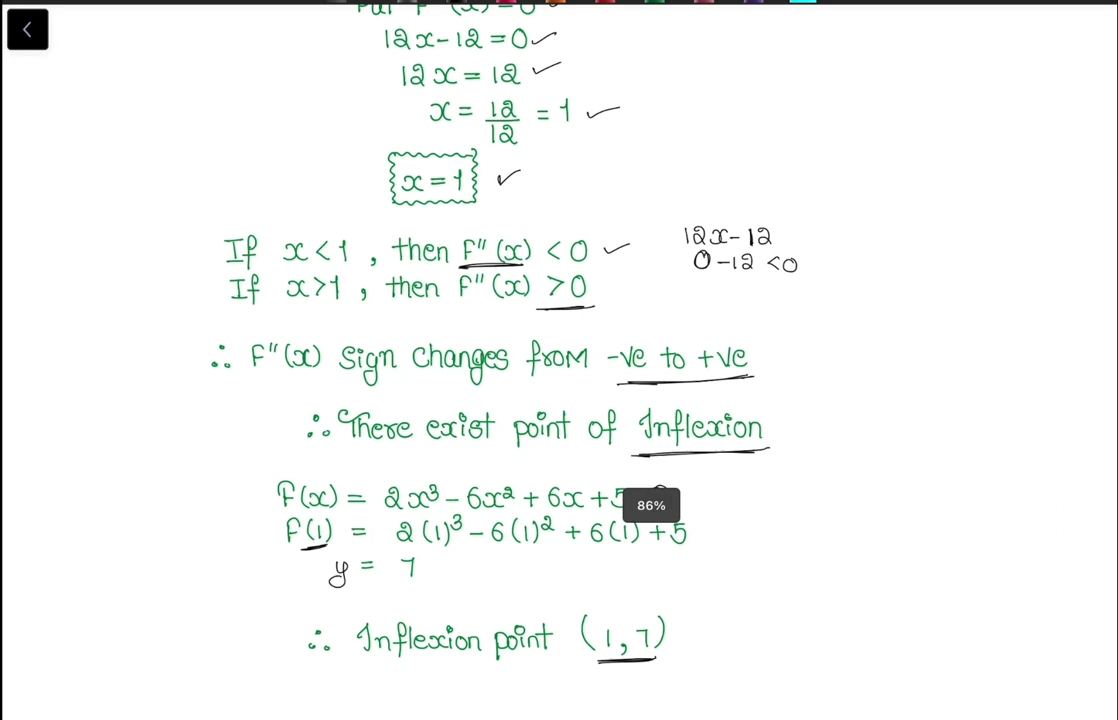 12x-12 = 0
12x = 12
x = 12/12 = 1
x = 1
If x<1, then F"(x) < 0
12x-12
0-12 <0
If x>1, then F"(x) >0
∴ F"(x) Sign Changes from -ve to +ve
∴ There exist point of Inflexion
F(x) = 2x³ - 6x² + 6x + 5
86%
F(1) = 2(1)³ - 6(1)² + 6(1) + 5
y = 7
∴ Inflexion point (1,7)